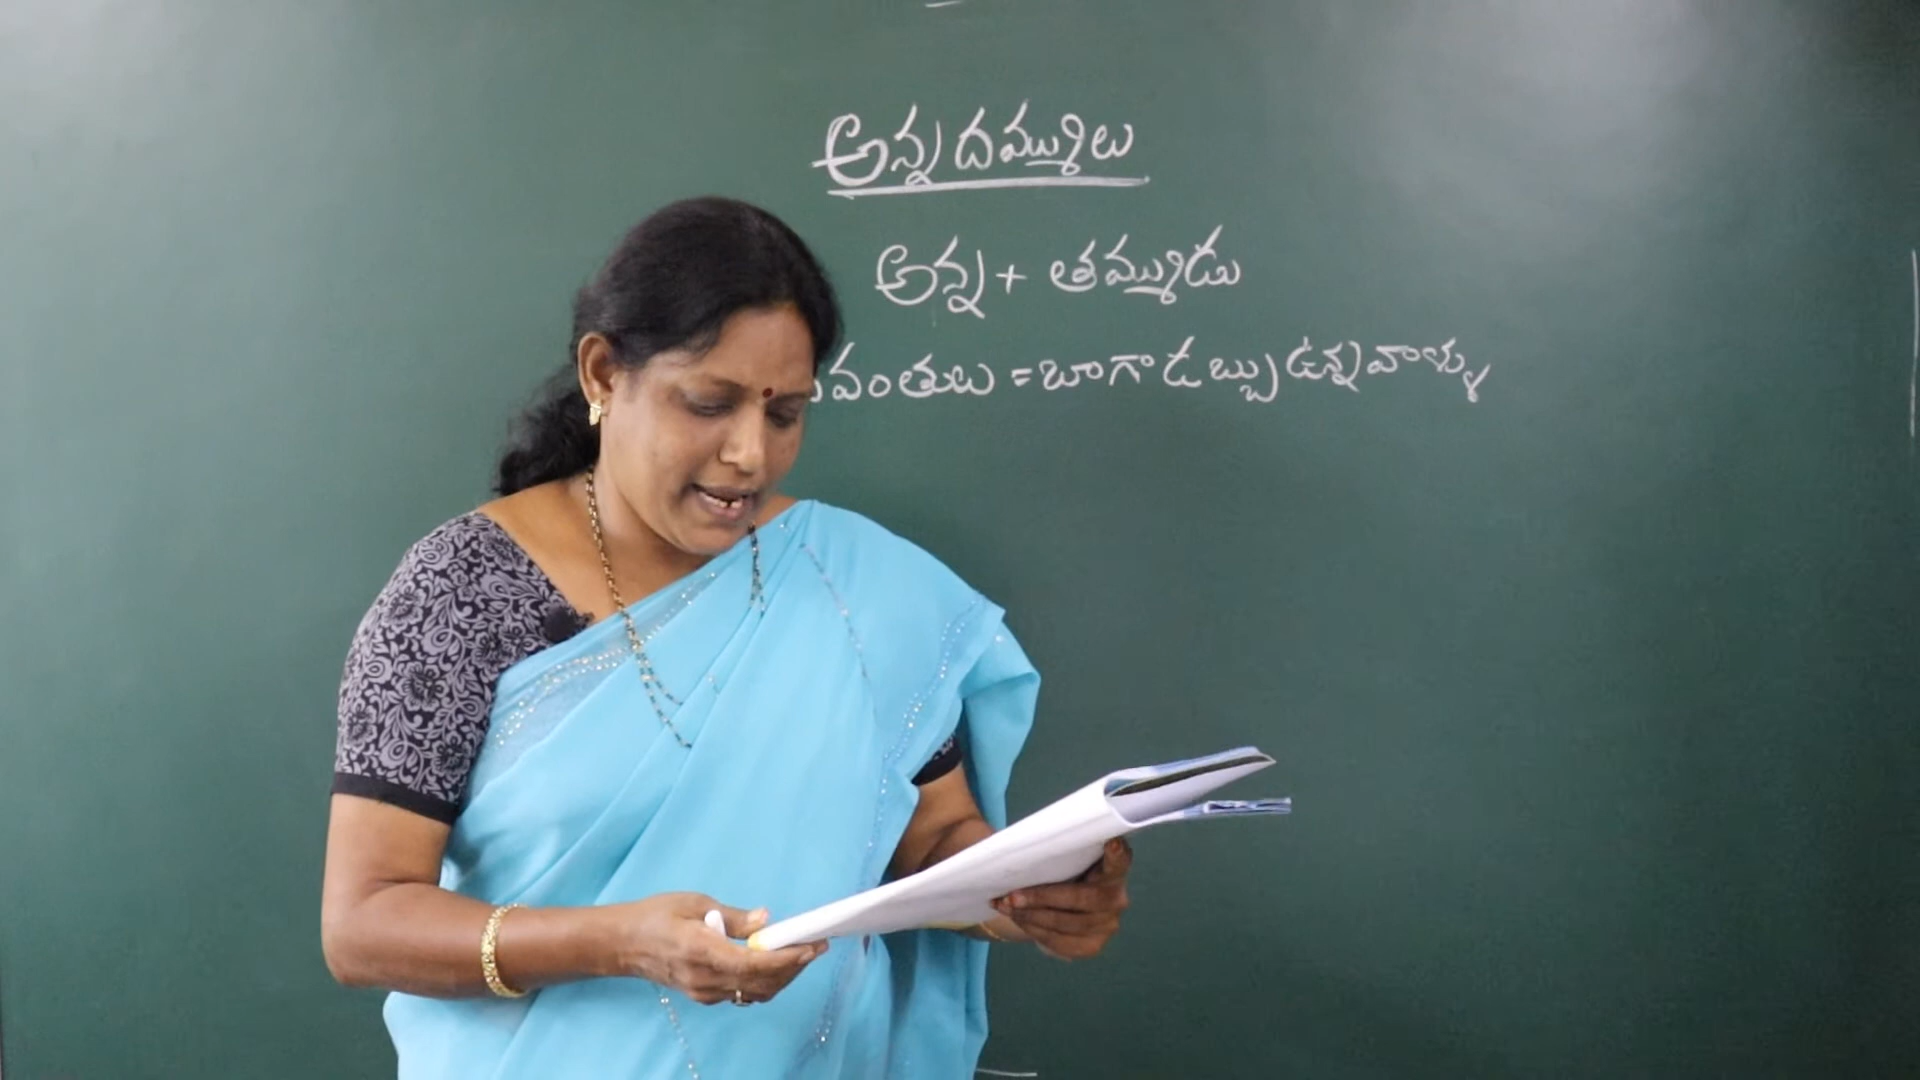 అన్నదమ్ములు
అన్న + తమ్ముడు
వంతులు = బాగా డబ్బు ఉన్నవాళ్ళు